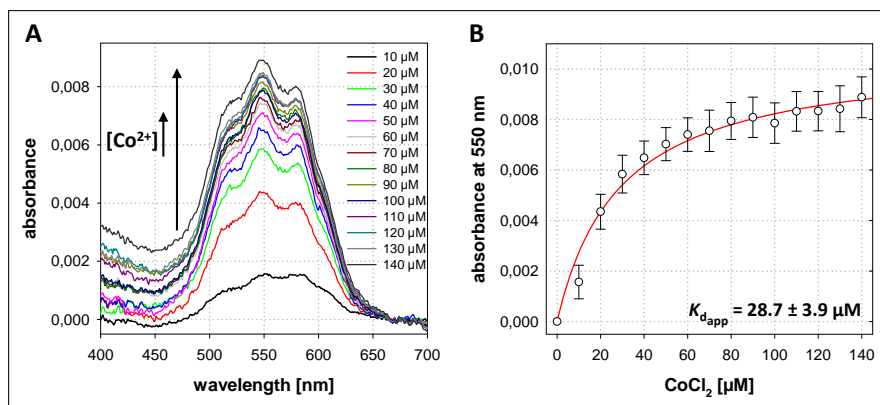 A
0,008
0,006
0,004
0,002
0,000
absorbance
[Co²⁺]
400 450 500 550 600 650 700
wavelength [nm]
10 µM
20 µM
30 µM
40 µM
50 µM
60 µM
70 µM
80 µM
90 µM
100 µM
110 µM
120 µM
130 µM
140 µM
B
0,010
0,008
0,006
0,004
0,002
0,000
absorbance at 550 nm
K_d_app = 28.7 ± 3.9 µM
0 20 40 60 80 100 120 140
CoCl₂ [µM]